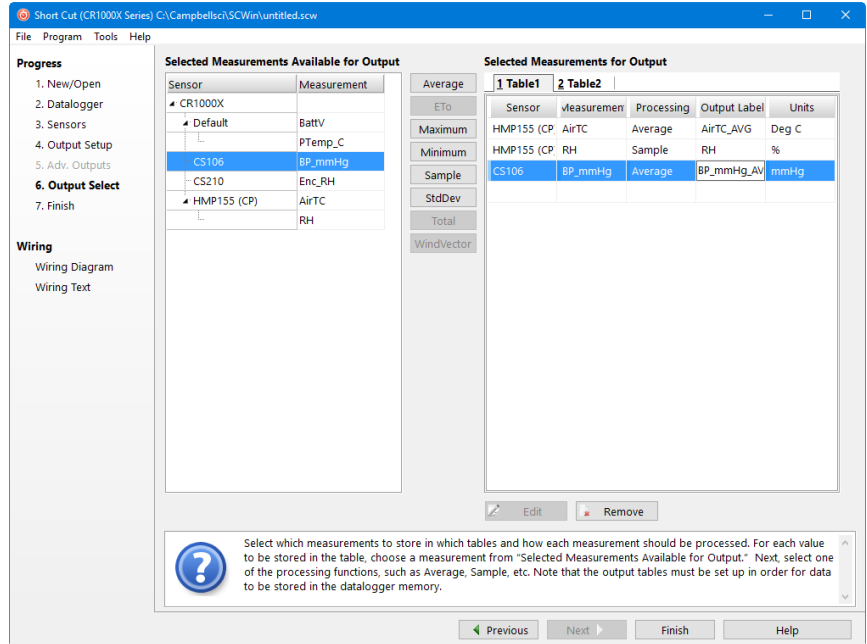 Short Cut (CR1000X Series) C:\Campbellsci\SCWin\untitled.scw
File Program Tools Help
Progress
1. New/Open
2. Datalogger
3. Sensors
4. Output Setup
5. Adv. Outputs
6. Output Select
7. Finish
Wiring
Wiring Diagram
Wiring Text
Selected Measurements Available for Output
Sensor Measurement
CR1000X
Default BattV
PTemp_C
CS106 BP_mmHg
CS210 Enc_RH
HMP155 (CP) AirTC
RH
Average
ETo
Maximum
Minimum
Sample
StdDev
Total
WindVector
Selected Measurements for Output
1 Table1 2 Table2
Sensor Measuremen Processing Output Label Units
HMP155 (CP AirTC Average AirTC_AVG Deg C
HMP155 (CP RH Sample RH %
CS106 BP_mmHg Average BP_mmHg_AV mmHg
Edit Remove
Select which measurements to store in which tables and how each measurement should be processed. For each value
to be stored in the table, choose a measurement from "Selected Measurements Available for Output." Next, select one
of the processing functions, such as Average, Sample, etc. Note that the output tables must be set up in order for data
to be stored in the datalogger memory.
Previous Next Finish Help